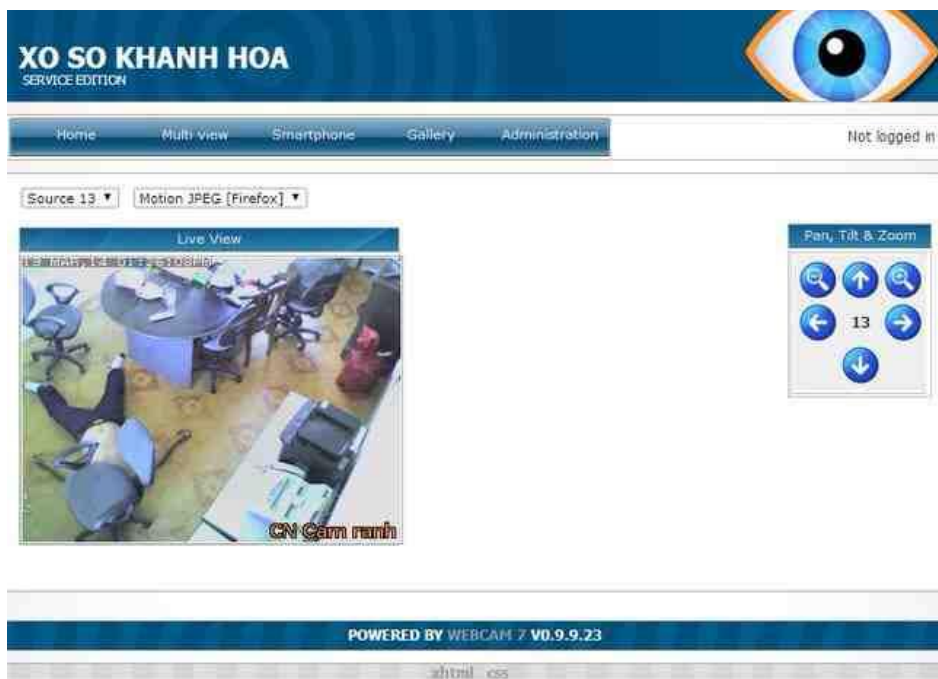 XO SO KHANH HOA
SERVICE EDITION
Home Multi view Smartphone Gallery Administration
Not logged in
Source 13 Motion JPEG [Firefox]
Live View
Pan, Tilt & Zoom
13
CN Cam ranh
POWERED BY WEBCAM 7 V0.9.9.23
xhtml css